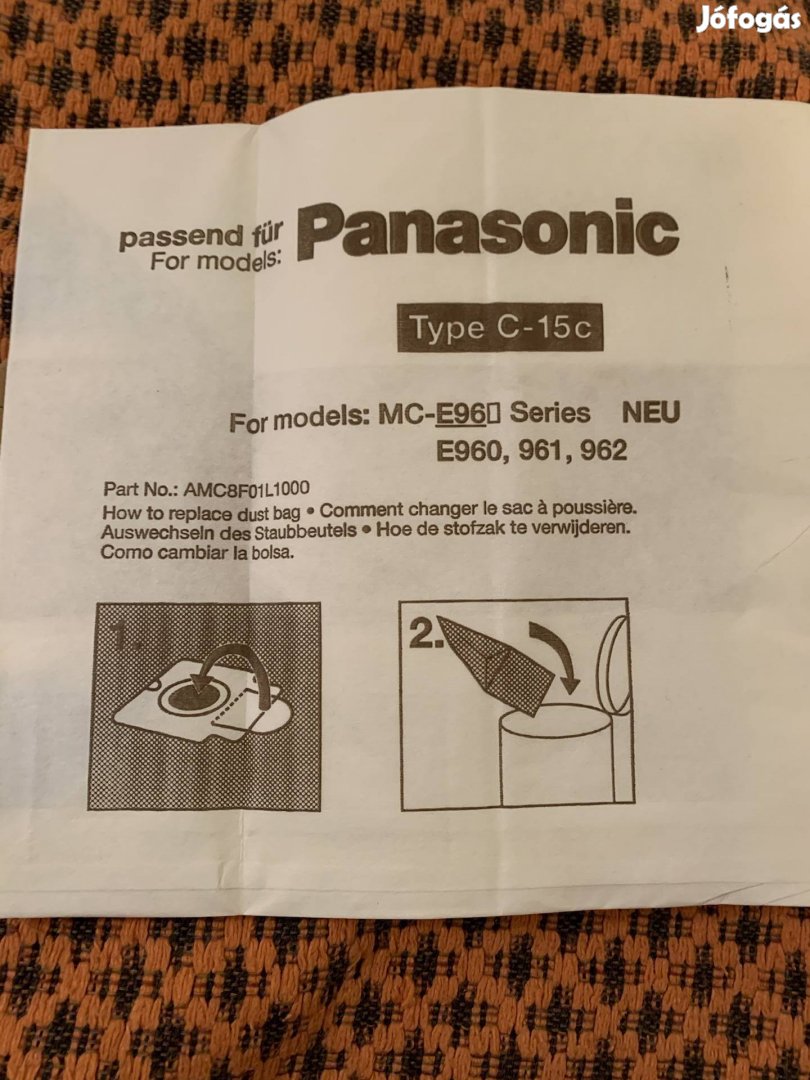 Jófogás
passend für Panasonic
For models:
Type C-15c
For models: MC-E96▯ Series NEU
E960, 961, 962
Part No.: AMC8F01L1000
How to replace dust bag • Comment changer le sac à poussière.
Auswechseln des Staubbeutels • Hoe de stofzak te verwijderen.
Como cambiar la bolsa.
1.
2.